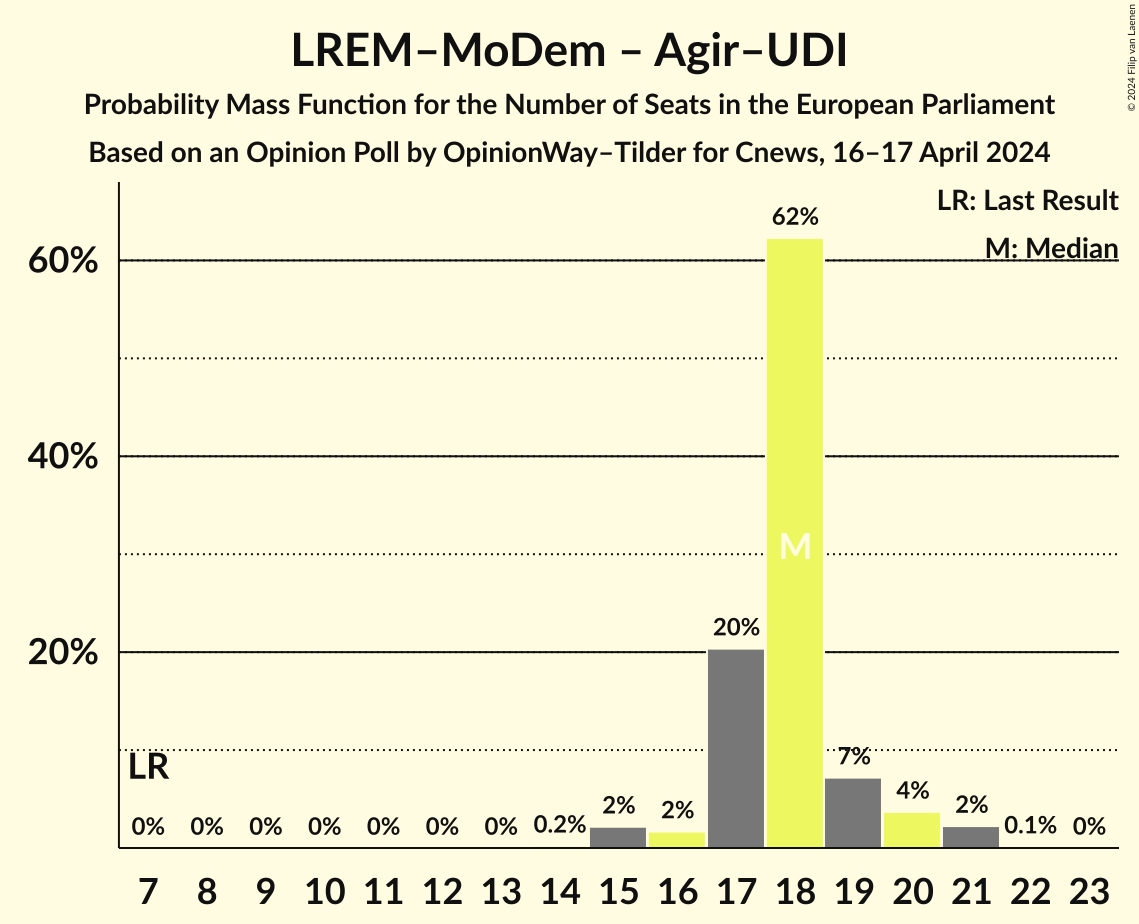 LREM–MoDem – Agir–UDI
Probability Mass Function for the Number of Seats in the European Parliament
Based on an Opinion Poll by OpinionWay–Tilder for Cnews, 16–17 April 2024
© 2024 Filip van Laenen
LR: Last Result
M: Median
60%
40%
20%
62%
M
20%
LR
7%
0%
0%
0%
0%
0%
0%
0%
0.2%
2%
2%
4%
2%
0.1%
0%
7 8 9 10 11 12 13 14 15 16 17 18 19 20 21 22 23